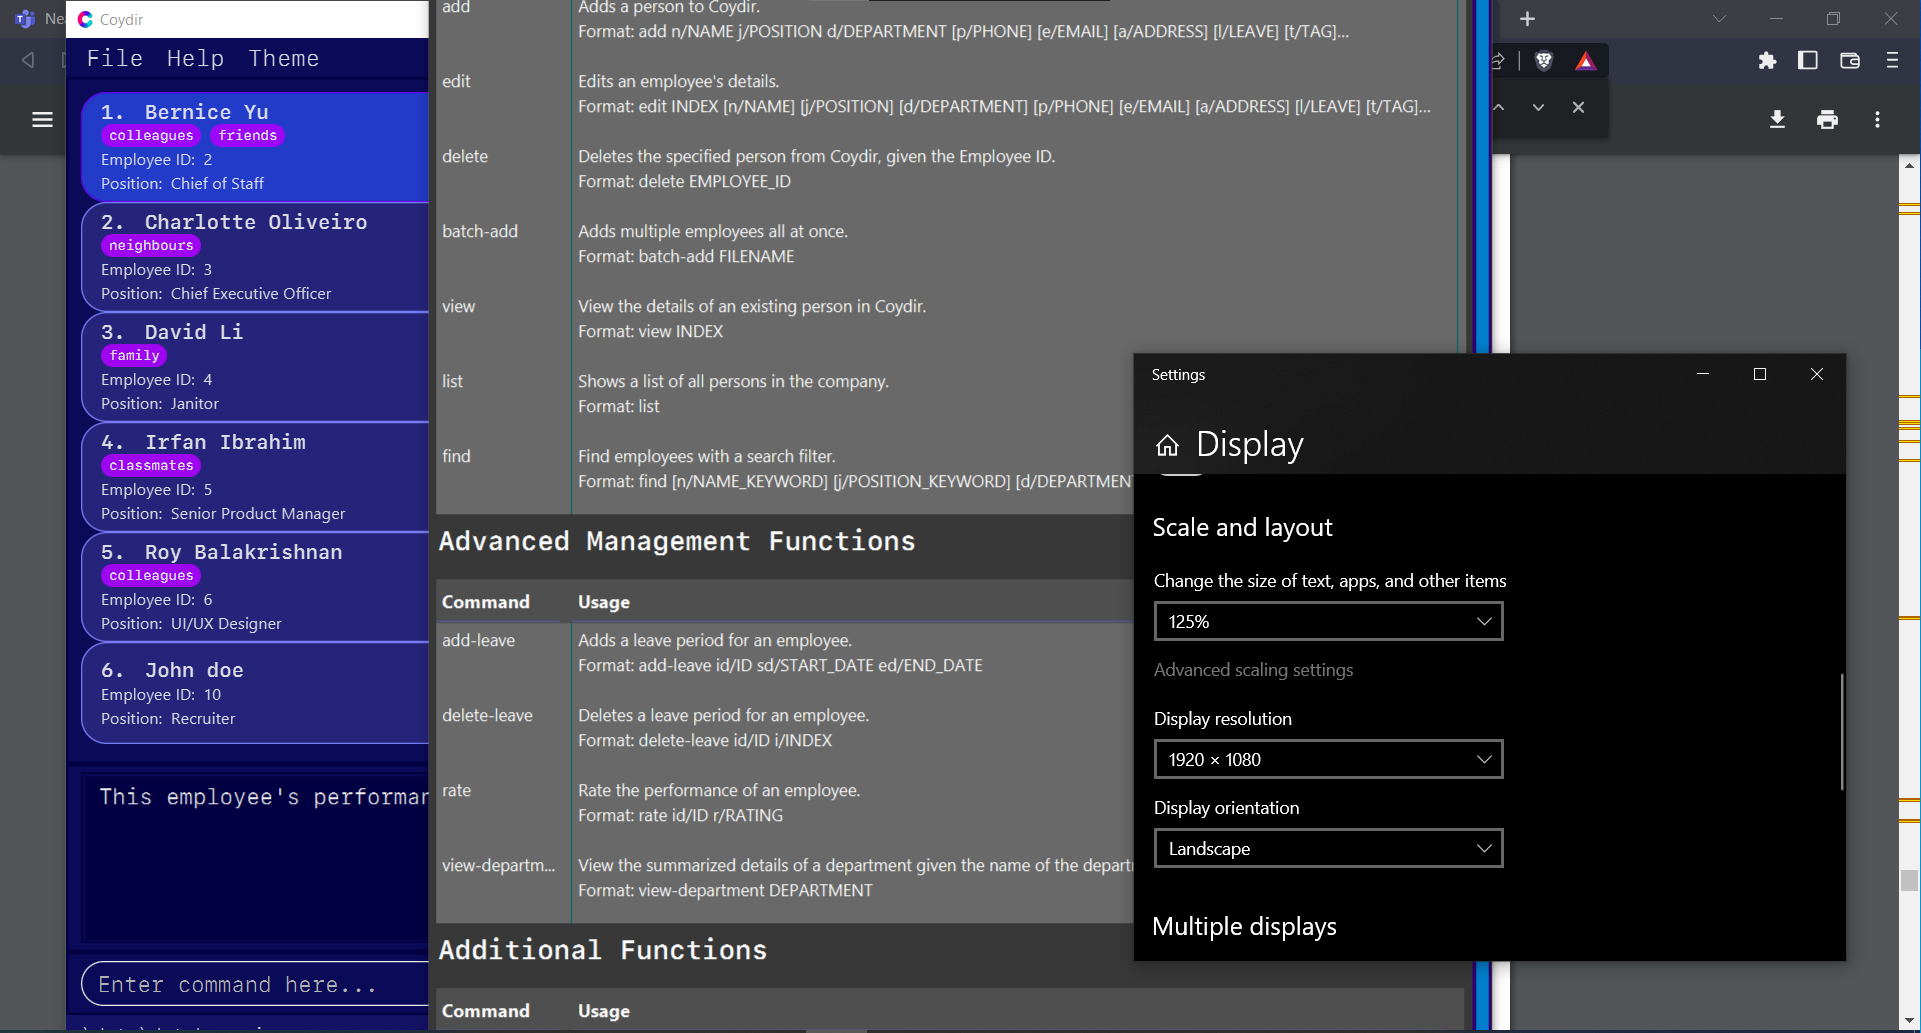 Coydir
File Help Theme
1. Bernice Yu
colleagues friends
Employee ID: 2
Position: Chief of Staff
2. Charlotte Oliveiro
neighbours
Employee ID: 3
Position: Chief Executive Officer
3. David Li
family
Employee ID: 4
Position: Janitor
4. Irfan Ibrahim
classmates
Employee ID: 5
Position: Senior Product Manager
5. Roy Balakrishnan
colleagues
Employee ID: 6
Position: UI/UX Designer
6. John doe
Employee ID: 10
Position: Recruiter
This employee's performan
Enter command here...
add
Adds a person to Coydir.
Format: add n/NAME j/POSITION d/DEPARTMENT [p/PHONE] [e/EMAIL] [a/ADDRESS] [l/LEAVE] [t/TAG]...
edit
Edits an employee's details.
Format: edit INDEX [n/NAME] [j/POSITION] [d/DEPARTMENT] [p/PHONE] [e/EMAIL] [a/ADDRESS] [l/LEAVE] [t/TAG]...
delete
Deletes the specified person from Coydir, given the Employee ID.
Format: delete EMPLOYEE_ID
batch-add
Adds multiple employees all at once.
Format: batch-add FILENAME
view
View the details of an existing person in Coydir.
Format: view INDEX
list
Shows a list of all persons in the company.
Format: list
find
Find employees with a search filter.
Format: find [n/NAME_KEYWORD] [j/POSITION_KEYWORD] [d/DEPARTMEN
Advanced Management Functions
Command Usage
add-leave
Adds a leave period for an employee.
Format: add-leave id/ID sd/START_DATE ed/END_DATE
delete-leave
Deletes a leave period for an employee.
Format: delete-leave id/ID i/INDEX
rate
Rate the performance of an employee.
Format: rate id/ID r/RATING
view-departm...
View the summarized details of a department given the name of the depart
Format: view-department DEPARTMENT
Additional Functions
Command Usage
Settings
Display
Scale and layout
Change the size of text, apps, and other items
125%
Advanced scaling settings
Display resolution
1920 × 1080
Display orientation
Landscape
Multiple displays